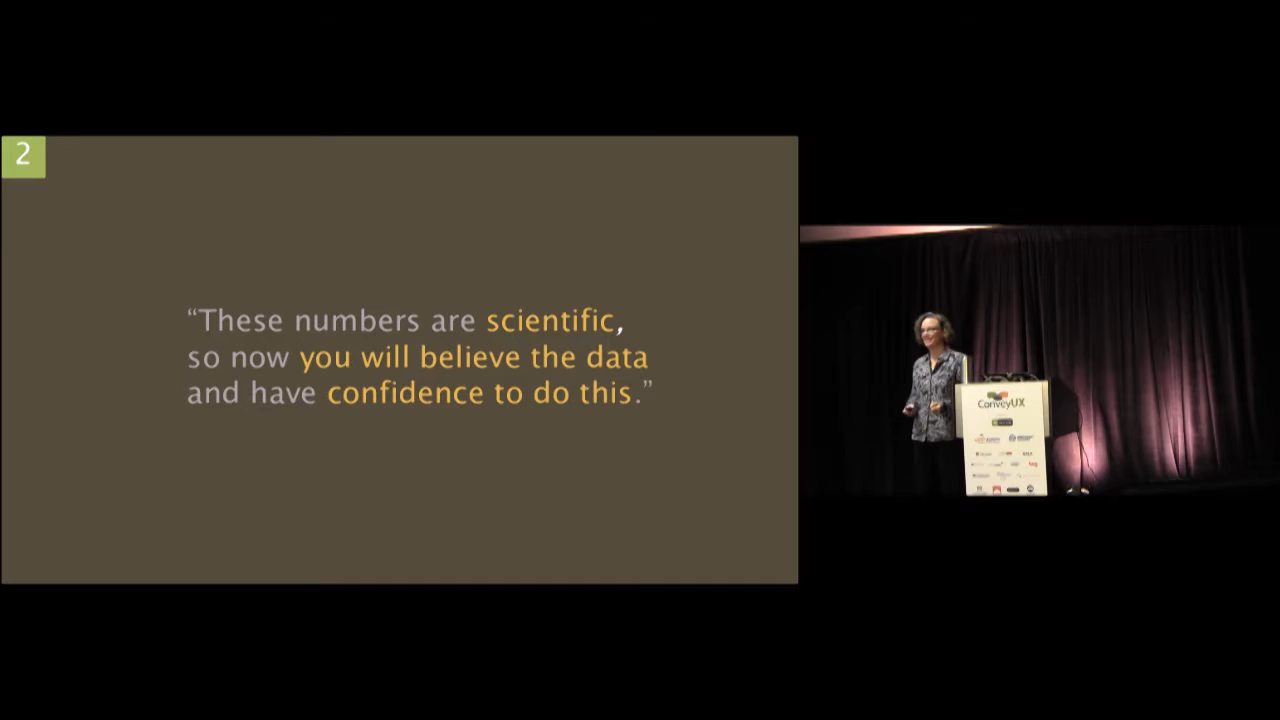 2
“These numbers are scientific,
so now you will believe the data
and have confidence to do this.”
ConveyUX